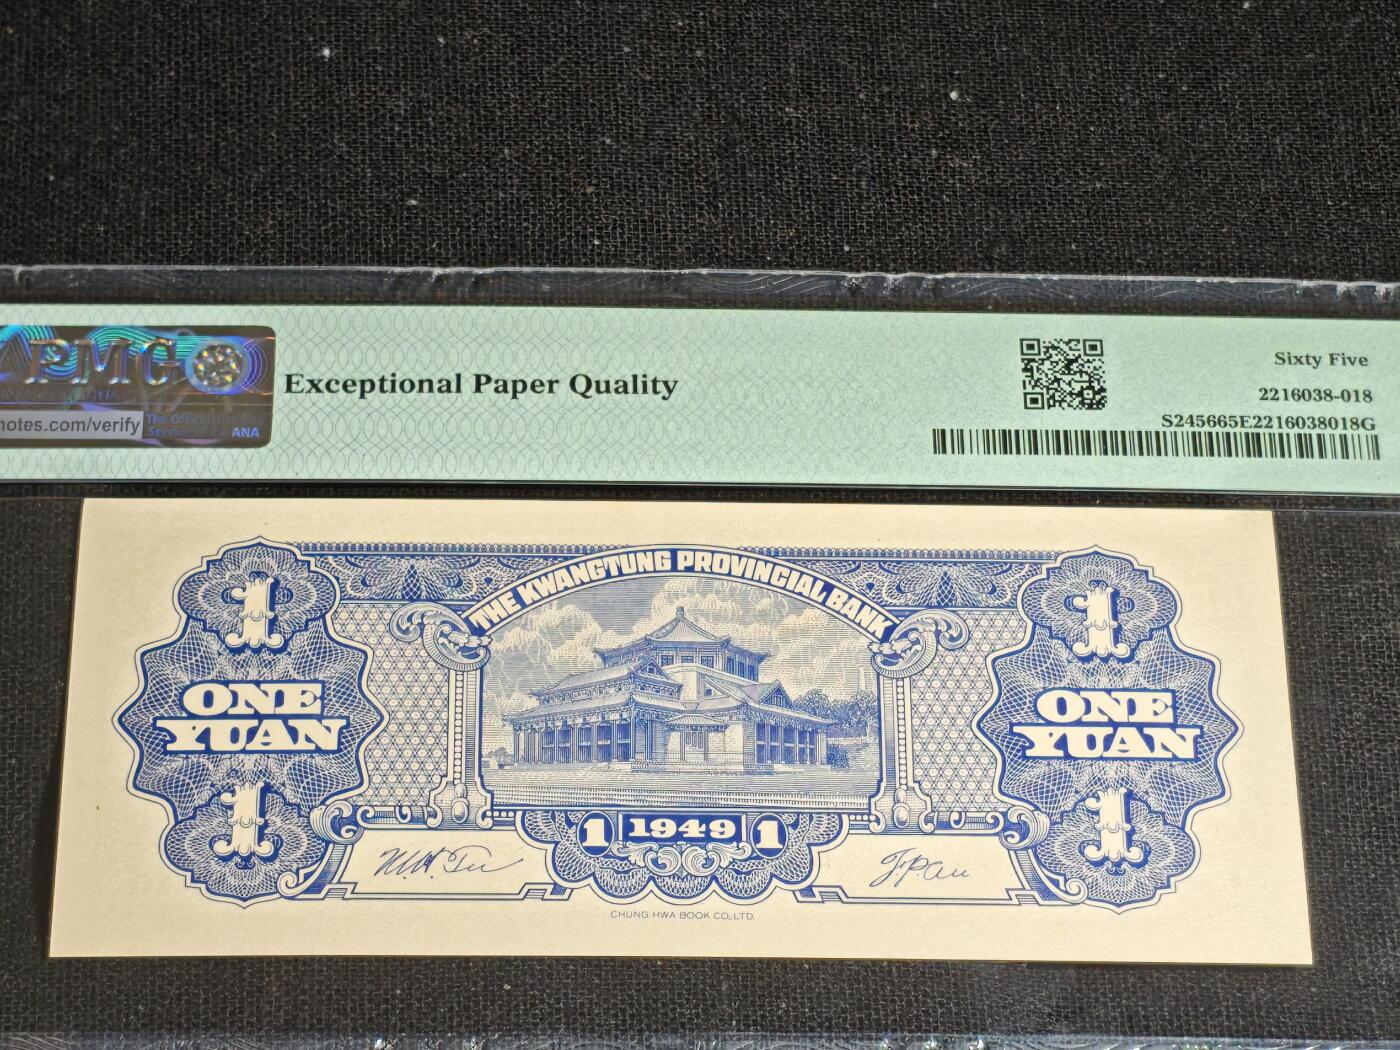 PMG
Exceptional Paper Quality
Sixty Five
2216038-018
notes.com/verify
ANA
S245665E2216038018G
THE KWANGTUNG PROVINCIAL BANK
1
1
ONE
YUAN
ONE
YUAN
1
1
1 1949 1
CHUNG HWA BOOK CO., LTD.